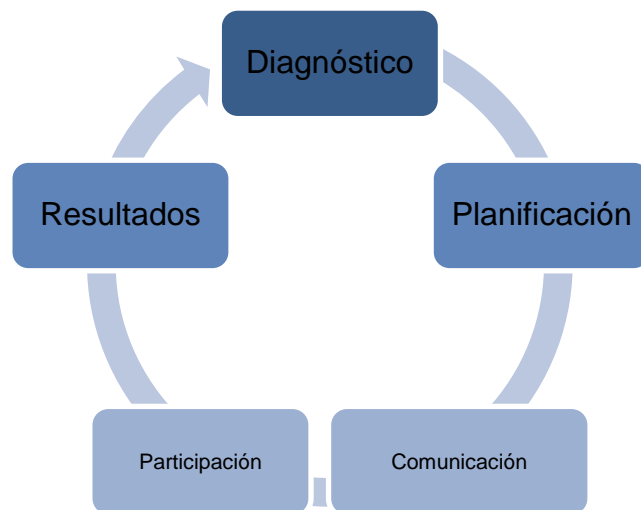 Diagnóstico
Resultados
Planificación
Participación
Comunicación